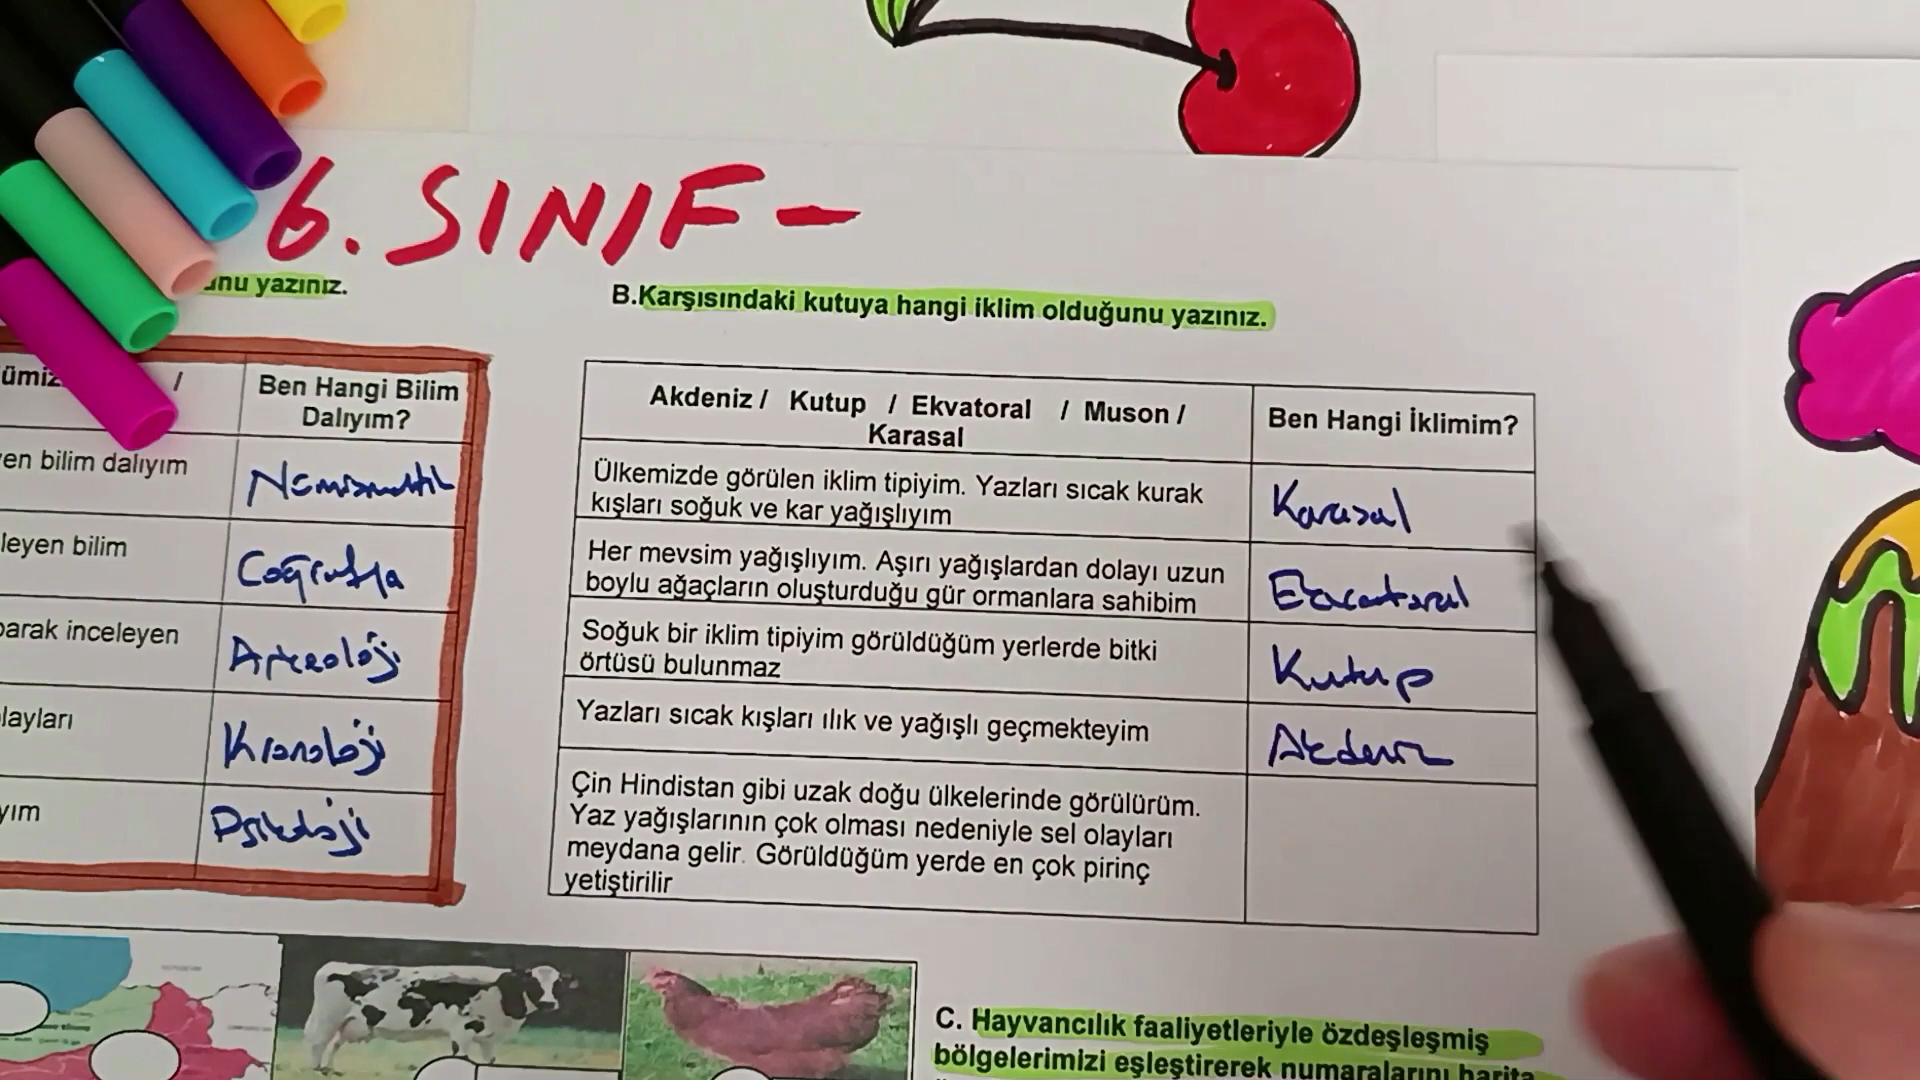 6. SINIF -
unu yazınız.
Ben Hangi Bilim
Dalıyım?
en bilim dalıyım
Nümizmatik
leyen bilim
Coğrafya
parak inceleyen
Arkeoloji
layları
Kronoloji
yım
Psikoloji
B.Karşısındaki kutuya hangi iklim olduğunu yazınız.
Akdeniz / Kutup / Ekvatoral / Muson /
Karasal
Ben Hangi İklimim?
Ülkemizde görülen iklim tipiyim. Yazları sıcak kurak
kışları soğuk ve kar yağışlıyım
Karasal
Her mevsim yağışlıyım. Aşırı yağışlardan dolayı uzun
boylu ağaçların oluşturduğu gür ormanlara sahibim
Ekvatoral
Soğuk bir iklim tipiyim görüldüğüm yerlerde bitki
örtüsü bulunmaz
Kutup
Yazları sıcak kışları ılık ve yağışlı geçmekteyim
Akdeniz
Çin Hindistan gibi uzak doğu ülkelerinde görülürüm.
Yaz yağışlarının çok olması nedeniyle sel olayları
meydana gelir. Görüldüğüm yerde en çok pirinç
yetiştirilir
C. Hayvancılık faaliyetleriyle özdeşleşmiş
bölgelerimizi eşleştirerek numaralarını harita